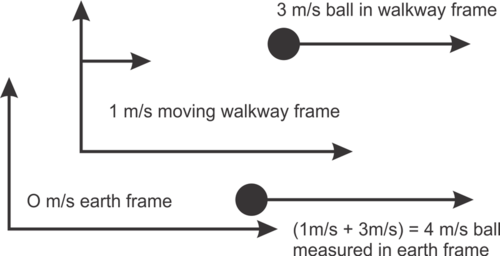 3 m/s ball in walkway frame
1 m/s moving walkway frame
O m/s earth frame
(1m/s + 3m/s) = 4 m/s ball
measured in earth frame